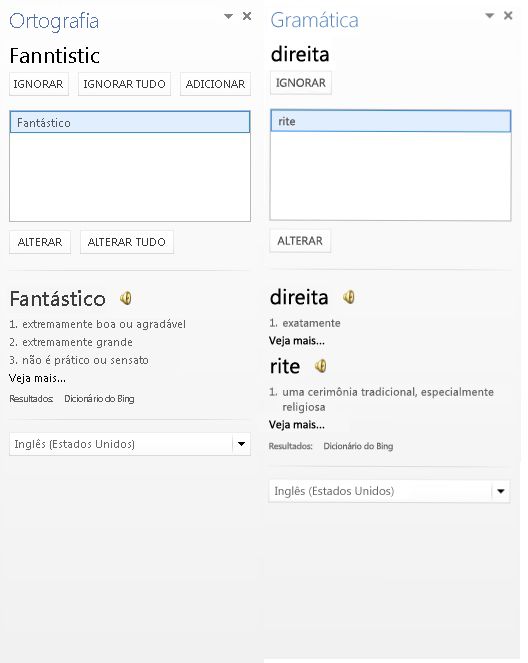 Ortografia
Fanntistic
IGNORAR
IGNORAR TUDO
ADICIONAR
Fantástico
ALTERAR
ALTERAR TUDO
Fantástico
1. extremamente boa ou agradável
2. extremamente grande
3. não é prático ou sensato
Veja mais...
Resultados: Dicionário do Bing
Inglês (Estados Unidos)
Gramática
direita
IGNORAR
rite
ALTERAR
direita
1. exatamente
Veja mais...
rite
1. uma cerimônia tradicional, especialmente
religiosa
Veja mais...
Resultados: Dicionário do Bing
Inglês (Estados Unidos)